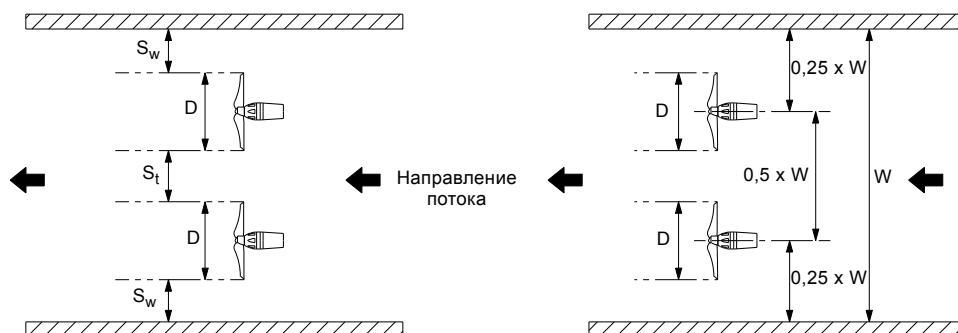 S_w
D
S_t
D
S_w
Направление
потока
0,25 x W
D
0,5 x W
W
D
0,25 x W